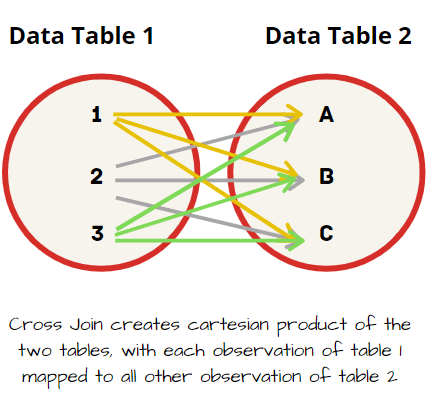 Data Table 1 Data Table 2
1 A
2 B
3 C
Cross Join creates cartesian product of the
two tables, with each observation of table 1
mapped to all other observation of table 2